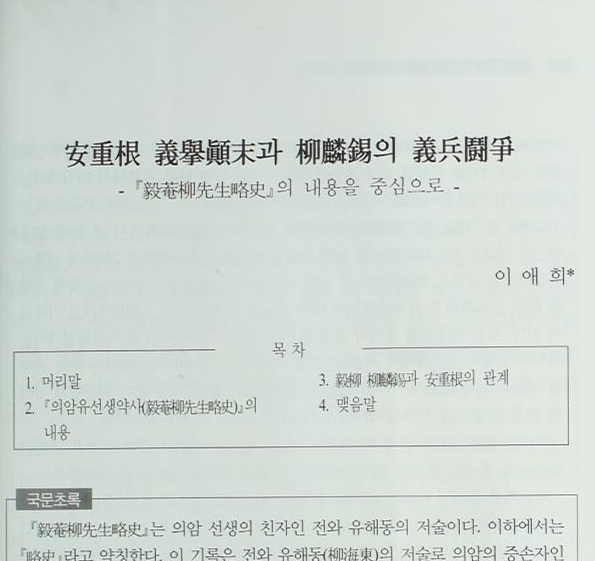 安重根 義擧顚末과 柳麟錫의 義兵鬪爭
- 『毅菴柳先生略史』의 내용을 중심으로 -
이 애 희*
목 차
1. 머리말
2. 『의암유선생약사(毅菴柳先生略史)』의
내용
3. 毅柳 柳麟錫과 安重根의 관계
4. 맺음말
국문초록
『毅菴柳先生略史』는 의암 선생의 친자인 전와 유해동의 저술이다. 이하에서는
『略史』라고 약칭한다. 이 기록은 전와 유해동(柳海東)의 저술로 의암의 증손자인